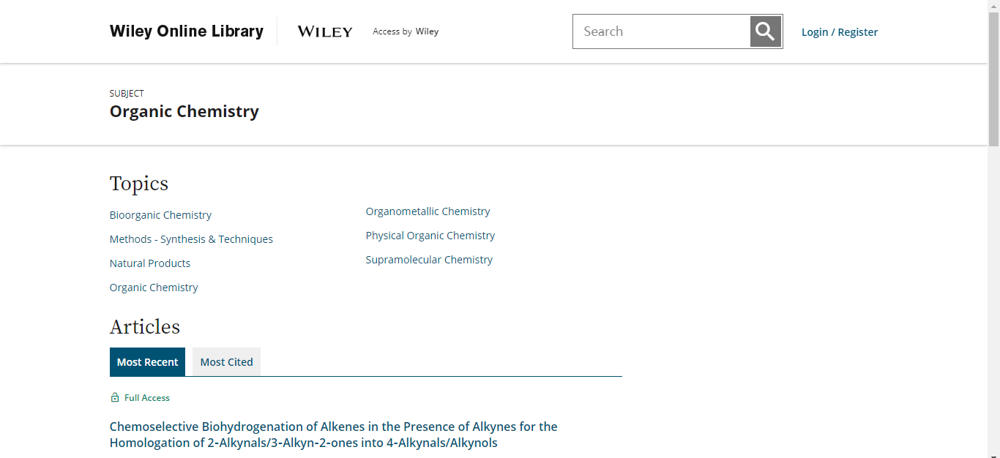 Wiley Online Library
WILEY
Access by Wiley
Search
Login / Register
SUBJECT
Organic Chemistry
Topics
Bioorganic Chemistry
Methods - Synthesis & Techniques
Natural Products
Organic Chemistry
Organometallic Chemistry
Physical Organic Chemistry
Supramolecular Chemistry
Articles
Most Recent
Most Cited
Full Access
Chemoselective Biohydrogenation of Alkenes in the Presence of Alkynes for the
Homologation of 2-Alkynals/3-Alkyn-2-ones into 4-Alkynals/Alkynols